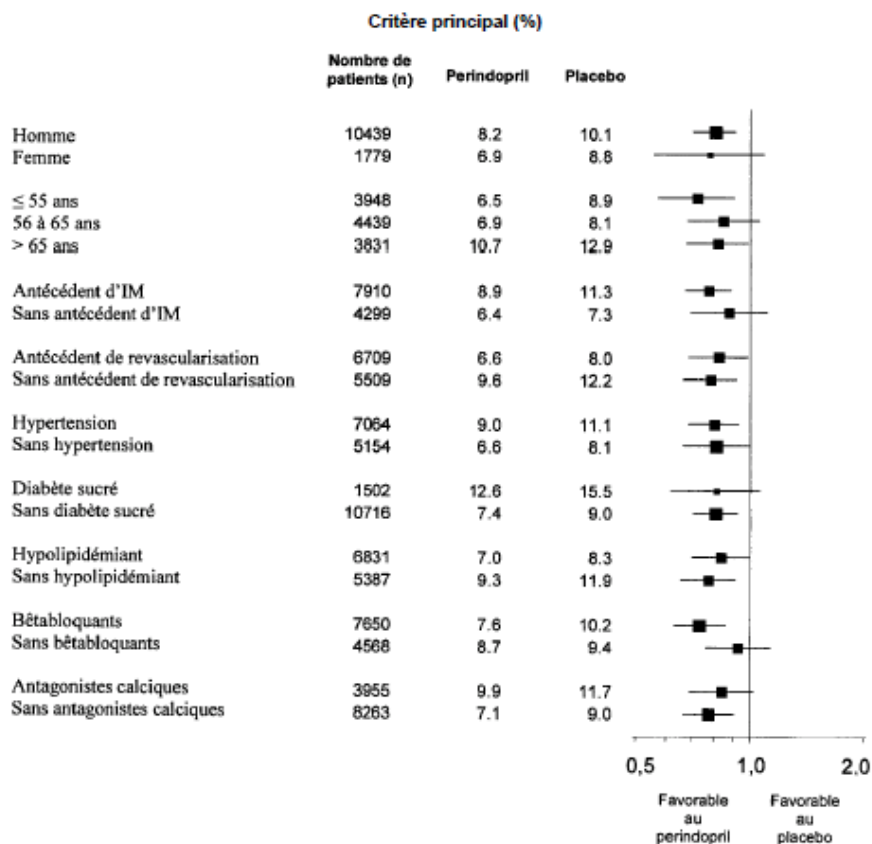 Critère principal (%)
Nombre de patients (n) Perindopril Placebo
Homme 10439 8.2 10.1
Femme 1779 6.9 8.8
≤ 55 ans 3948 6.5 8.9
56 à 65 ans 4439 6.9 8.1
> 65 ans 3831 10.7 12.9
Antécédent d'IM 7910 8.9 11.3
Sans antécédent d'IM 4299 6.4 7.3
Antécédent de revascularisation 6709 6.6 8.0
Sans antécédent de revascularisation 5509 9.6 12.2
Hypertension 7064 9.0 11.1
Sans hypertension 5154 6.6 8.1
Diabète sucré 1502 12.6 15.5
Sans diabète sucré 10716 7.4 9.0
Hypolipidémiant 6831 7.0 8.3
Sans hypolipidémiant 5387 9.3 11.9
Bêtabloquants 7650 7.6 10.2
Sans bêtabloquants 4568 8.7 9.4
Antagonistes calciques 3955 9.9 11.7
Sans antagonistes calciques 8263 7.1 9.0
0,5 1,0 2,0
Favorable au perindopril
Favorable au placebo